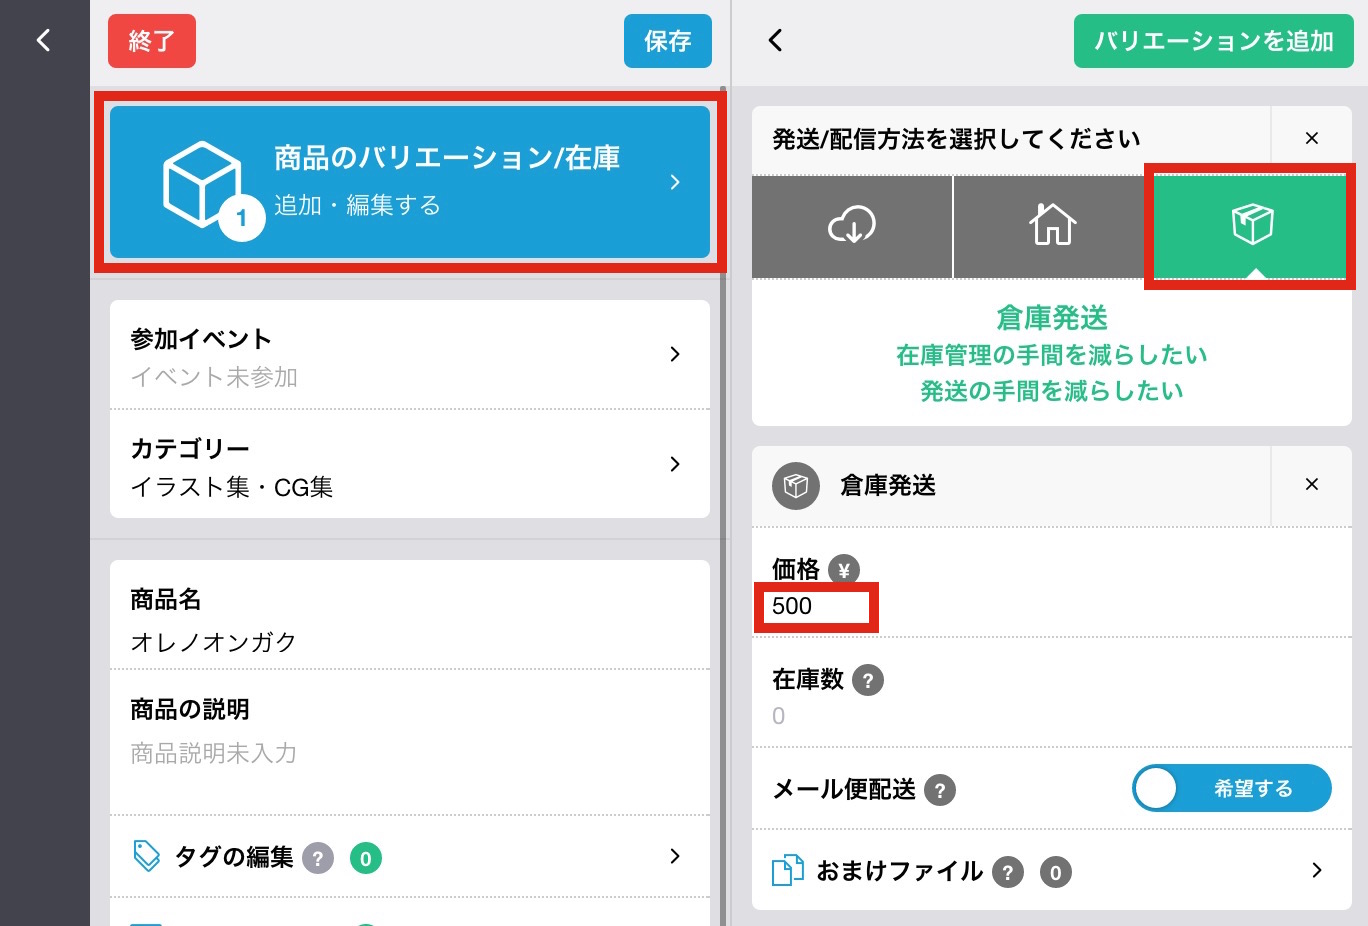 終了
保存
商品のバリエーション/在庫
追加・編集する
1
参加イベント
イベント未参加
カテゴリー
イラスト集・CG集
商品名
オレノオンガク
商品の説明
商品説明未入力
タグの編集 ? 0
バリエーションを追加
発送/配信方法を選択してください ×
倉庫発送
在庫管理の手間を減らしたい
発送の手間を減らしたい
倉庫発送 ×
価格 ¥
500
在庫数 ?
0
メール便配送 ? 希望する
おまけファイル ? 0